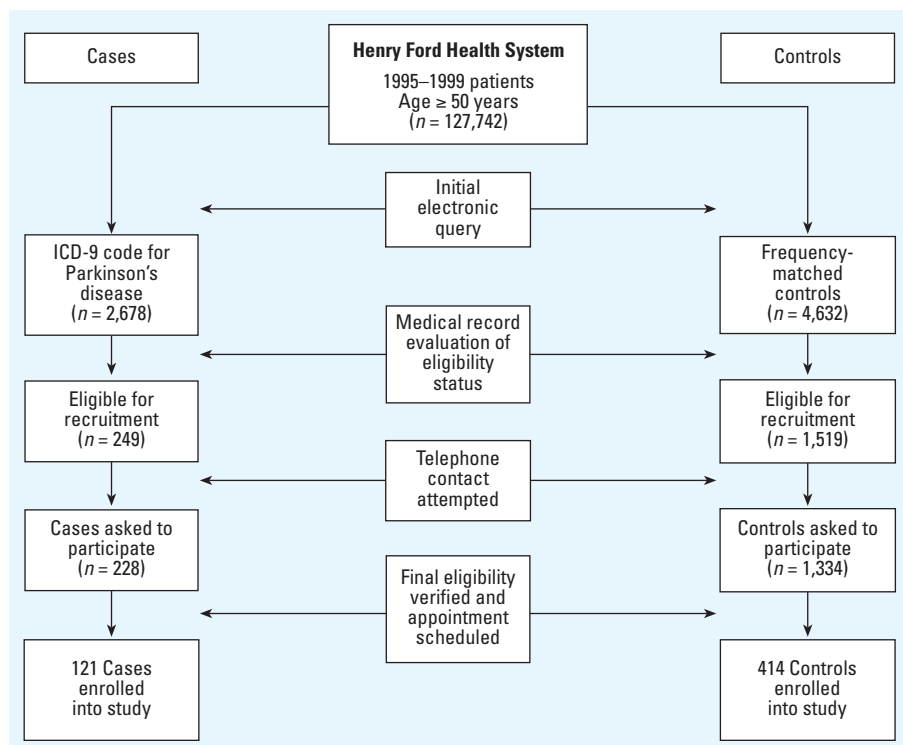 Cases
Henry Ford Health System
1995–1999 patients
Age ≥ 50 years
(n = 127,742)
Controls
Initial
electronic
query
ICD-9 code for
Parkinson's
disease
(n = 2,678)
Frequency-
matched
controls
(n = 4,632)
Medical record
evaluation of
eligibility
status
Eligible for
recruitment
(n = 249)
Eligible for
recruitment
(n = 1,519)
Telephone
contact
attempted
Cases asked to
participate
(n = 228)
Controls asked to
participate
(n = 1,334)
Final eligibility
verified and
appointment
scheduled
121 Cases
enrolled
into study
414 Controls
enrolled
into study